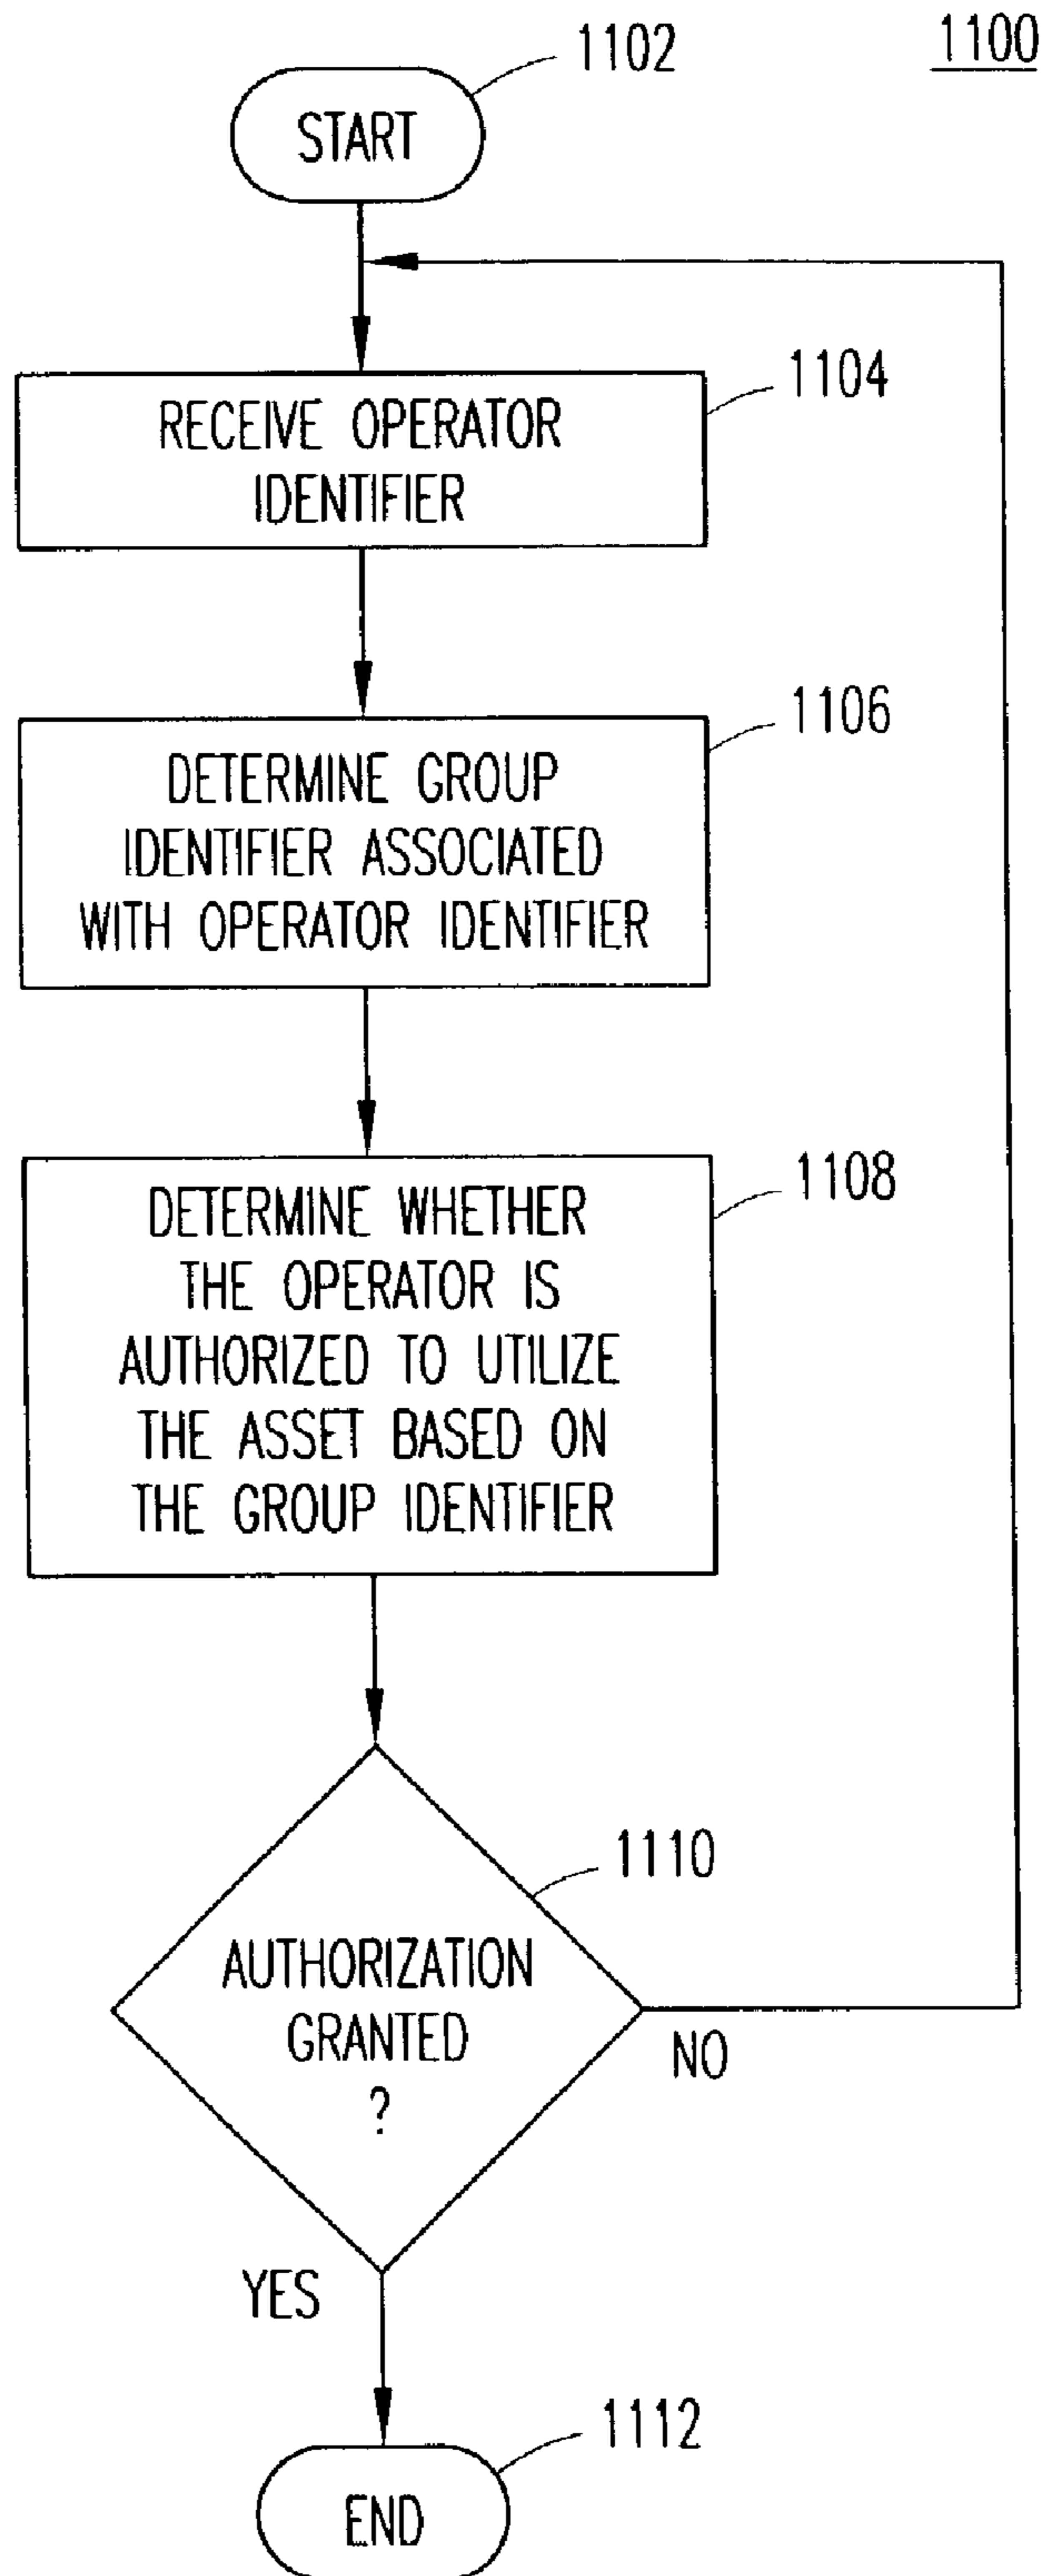 1100
1102
START
1104
RECEIVE OPERATOR
IDENTIFIER
1106
DETERMINE GROUP
IDENTIFIER ASSOCIATED
WITH OPERATOR IDENTIFIER
1108
DETERMINE WHETHER
THE OPERATOR IS
AUTHORIZED TO UTILIZE
THE ASSET BASED ON
THE GROUP IDENTIFIER
1110
AUTHORIZATION
GRANTED
?
NO
YES
1112
END